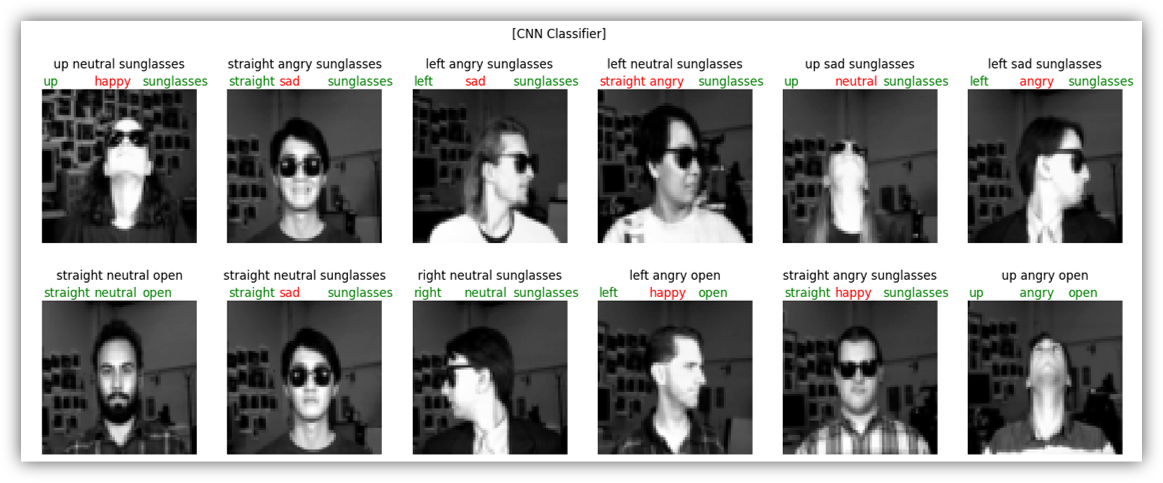 [CNN Classifier]
up neutral sunglasses straight angry sunglasses left angry sunglasses left neutral sunglasses up sad sunglasses left sad sunglasses
up happy sunglasses straight sad sunglasses left sad sunglasses straight angry sunglasses up neutral sunglasses left angry sunglasses
straight neutral open straight neutral sunglasses right neutral sunglasses left angry open straight angry sunglasses up angry open
straight neutral open straight sad sunglasses right neutral sunglasses left happy open straight happy sunglasses up angry open